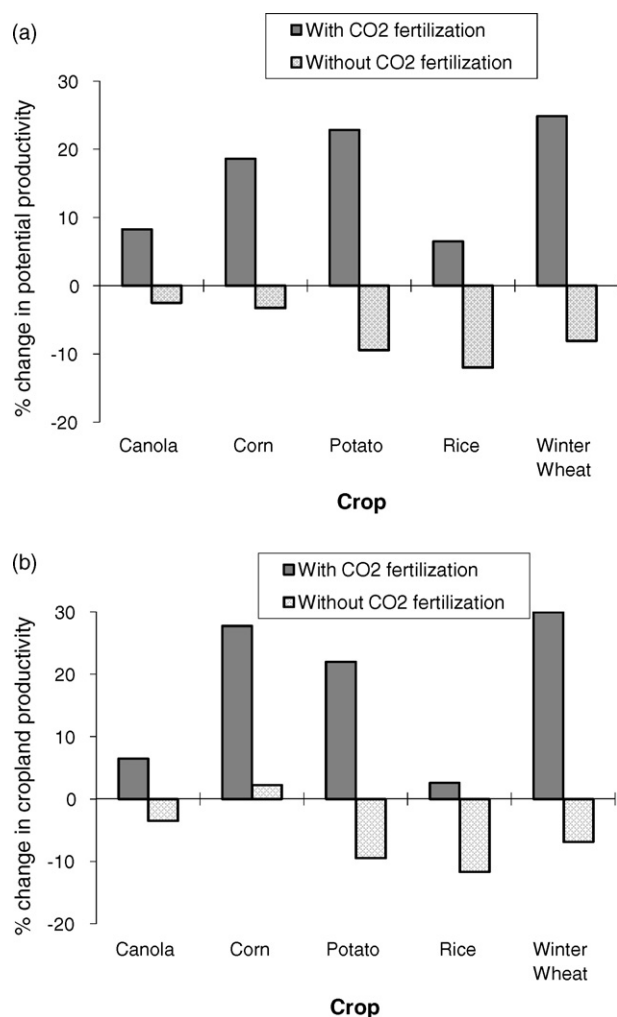 (a)
With CO2 fertilization
Without CO2 fertilization
% change in potential productivity
30
20
10
0
-10
-20
Canola
Corn
Potato
Rice
Winter
Wheat
Crop
(b)
With CO2 fertilization
Without CO2 fertilization
% change in cropland productivity
30
20
10
0
-10
-20
Canola
Corn
Potato
Rice
Winter
Wheat
Crop